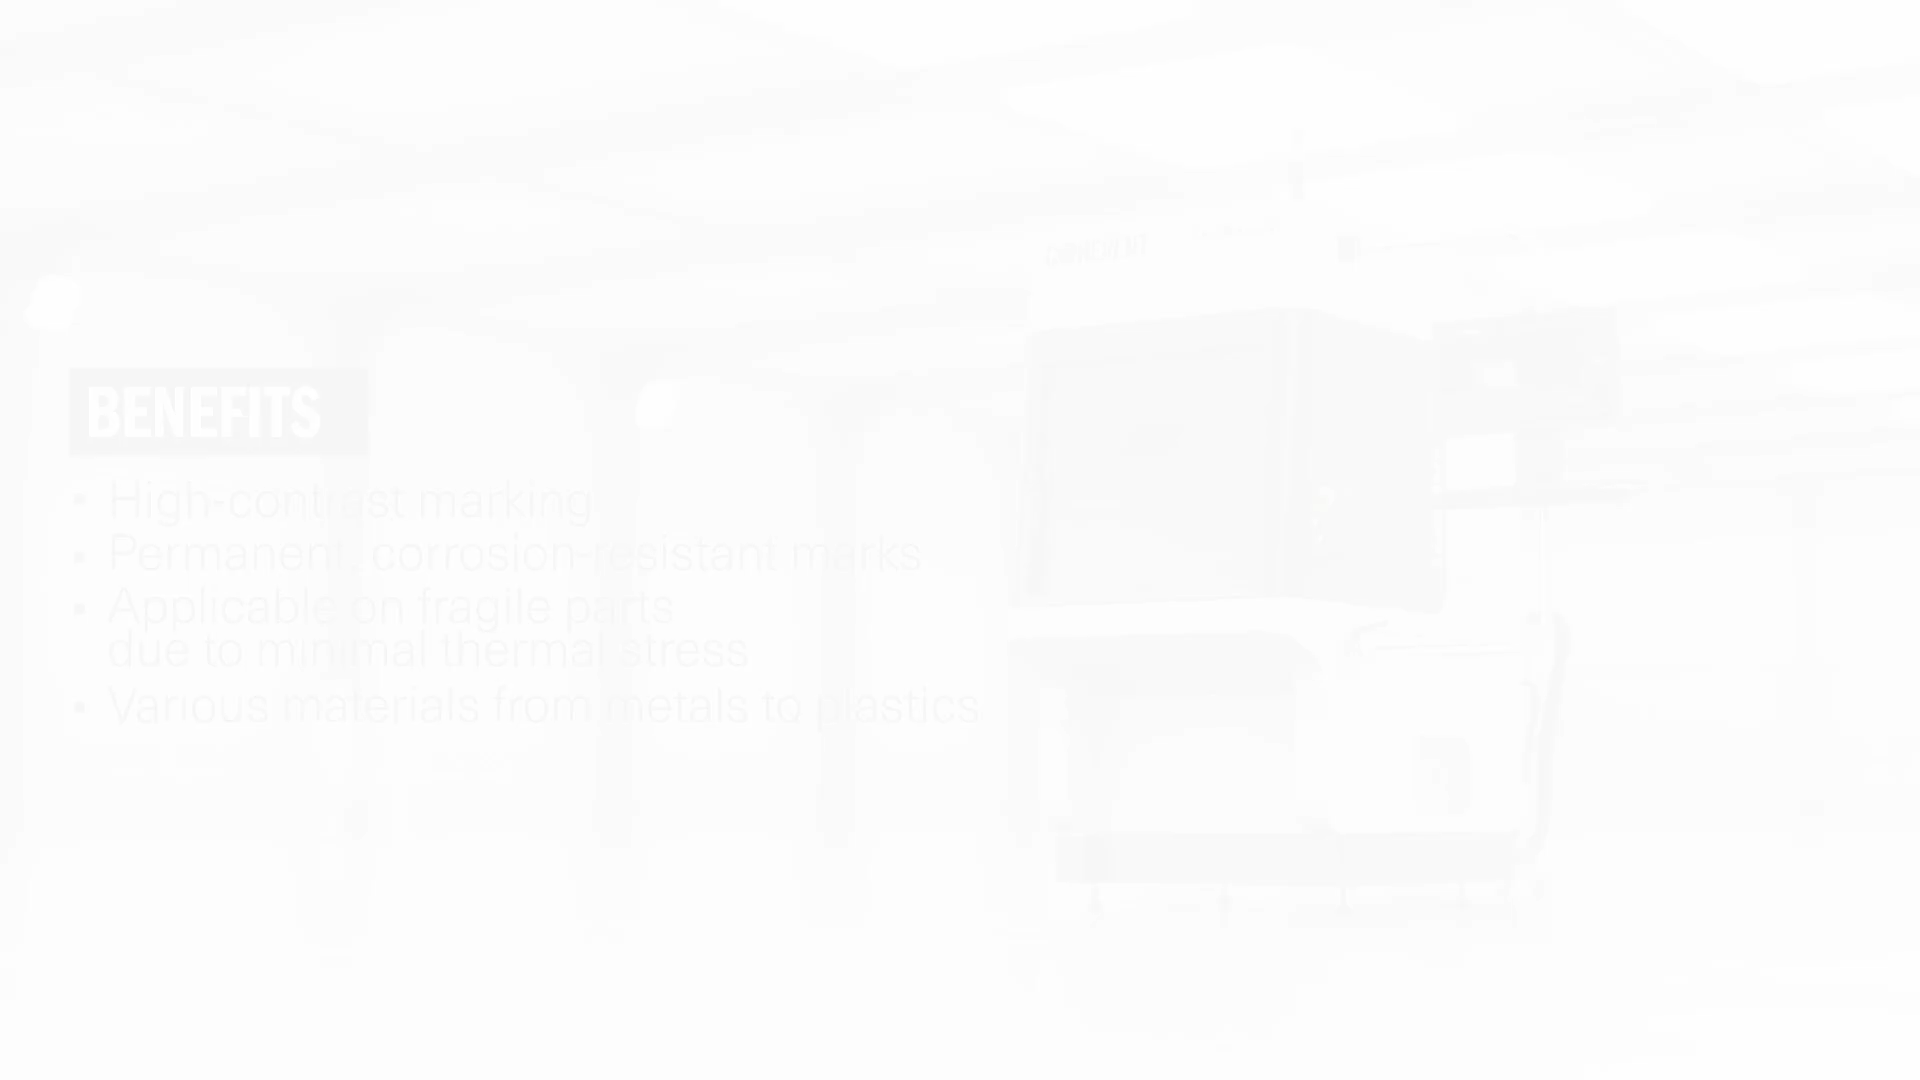 COHERENT
BENEFITS
• High-contrast marking
• Permanent, corrosion-resistant marks
• Applicable on fragile parts
due to minimal thermal stress
• Various materials from metals to plastics